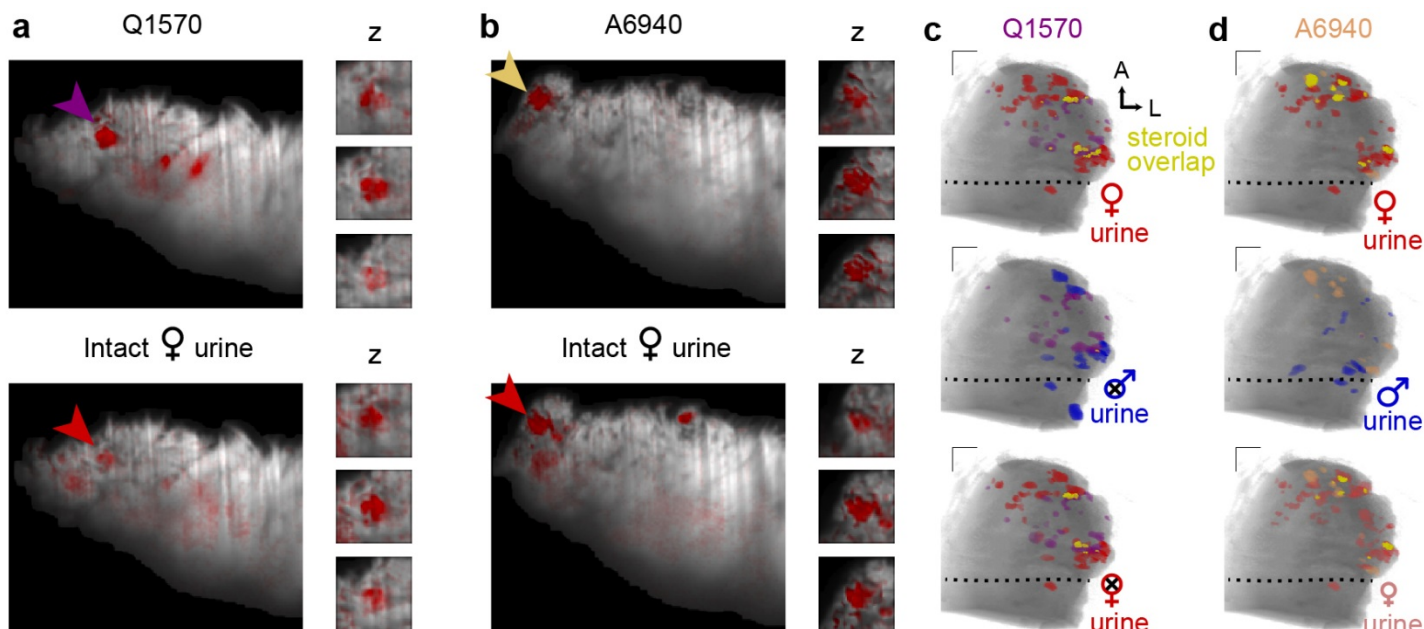 a
Q1570
z
b
A6940
z
c
Q1570
d
A6940
A
L
steroid
overlap
♀
urine
♀
urine
Intact ♀ urine
z
Intact ♀ urine
z
♂
urine
♂
urine
♀
urine
♀
urine